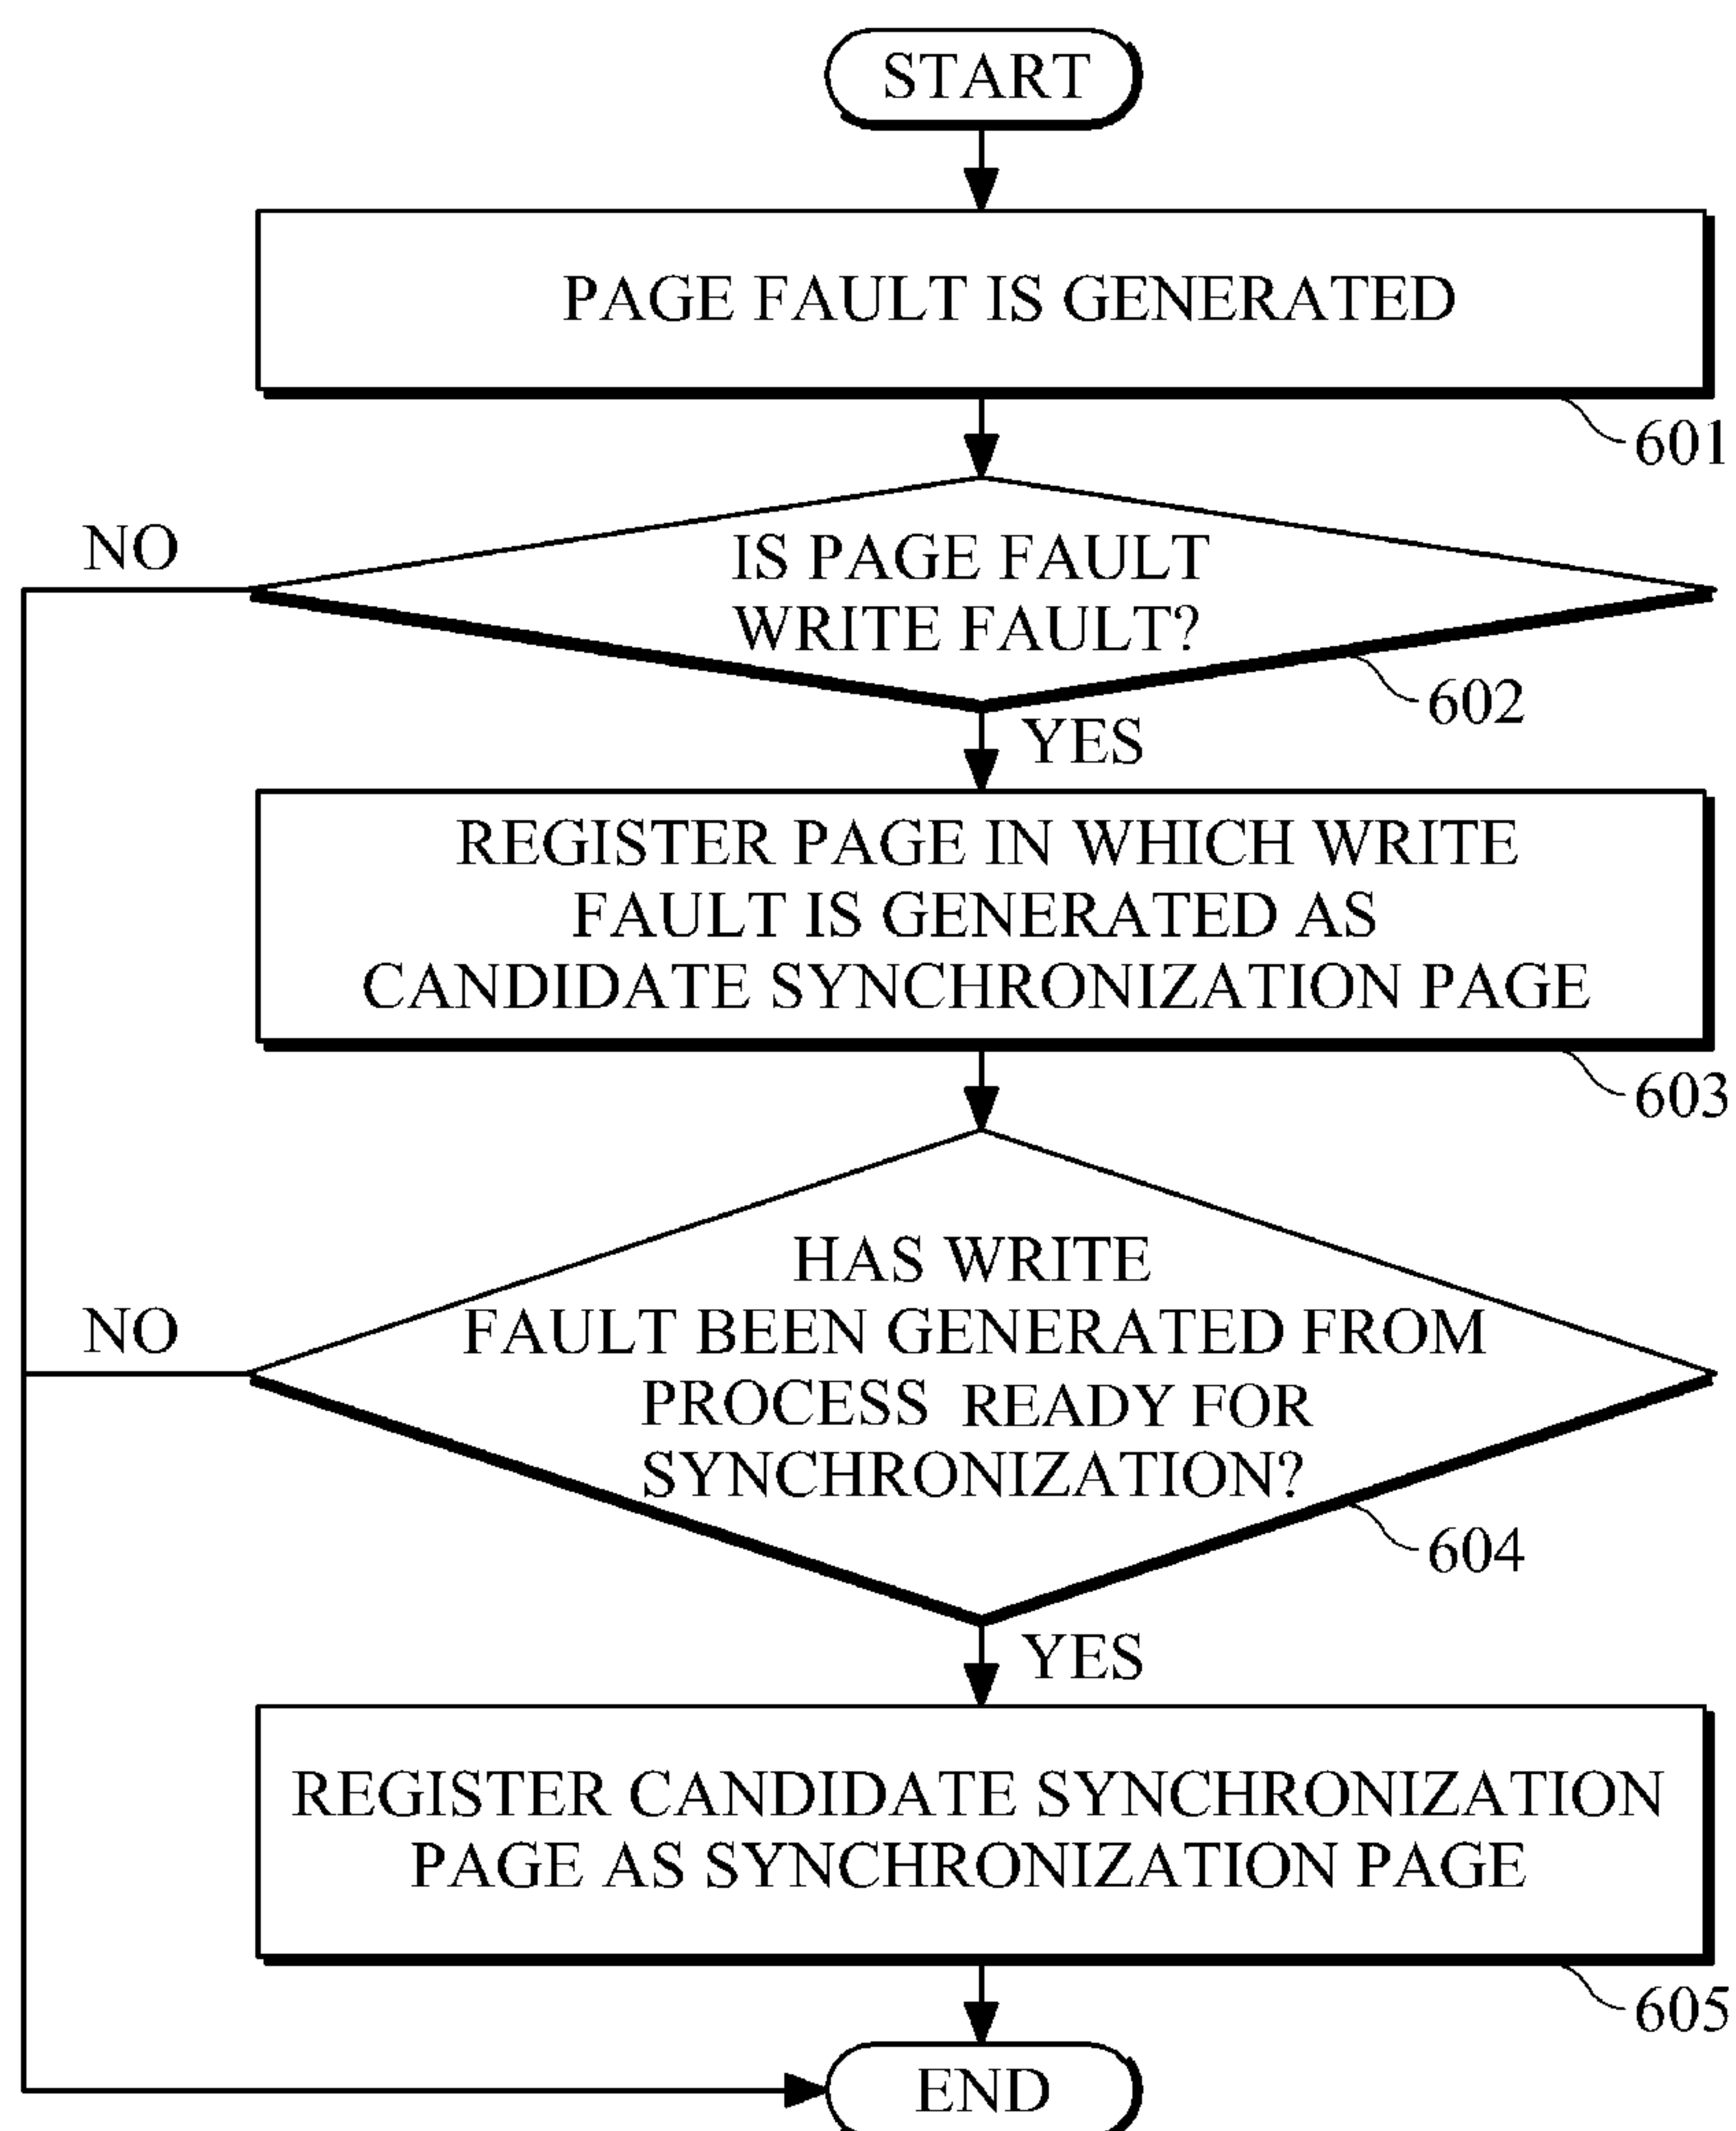 START
PAGE FAULT IS GENERATED
601
NO
IS PAGE FAULT
WRITE FAULT?
602
YES
REGISTER PAGE IN WHICH WRITE
FAULT IS GENERATED AS
CANDIDATE SYNCHRONIZATION PAGE
603
HAS WRITE
NO
FAULT BEEN GENERATED FROM
PROCESS READY FOR
SYNCHRONIZATION?
604
YES
REGISTER CANDIDATE SYNCHRONIZATION
PAGE AS SYNCHRONIZATION PAGE
605
END